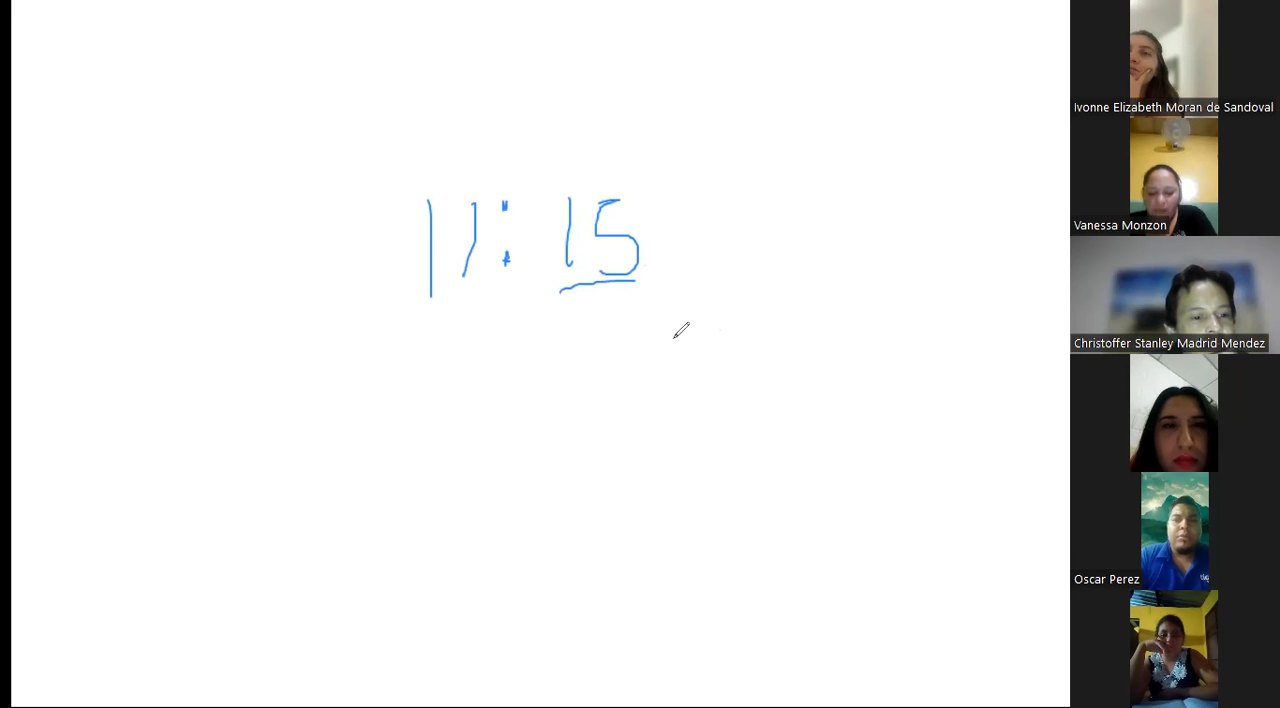 11: 15
Ivonne Elizabeth Moran de Sandoval
Vanessa Monzon
Christoffer Stanley Madrid Mendez
Oscar Perez